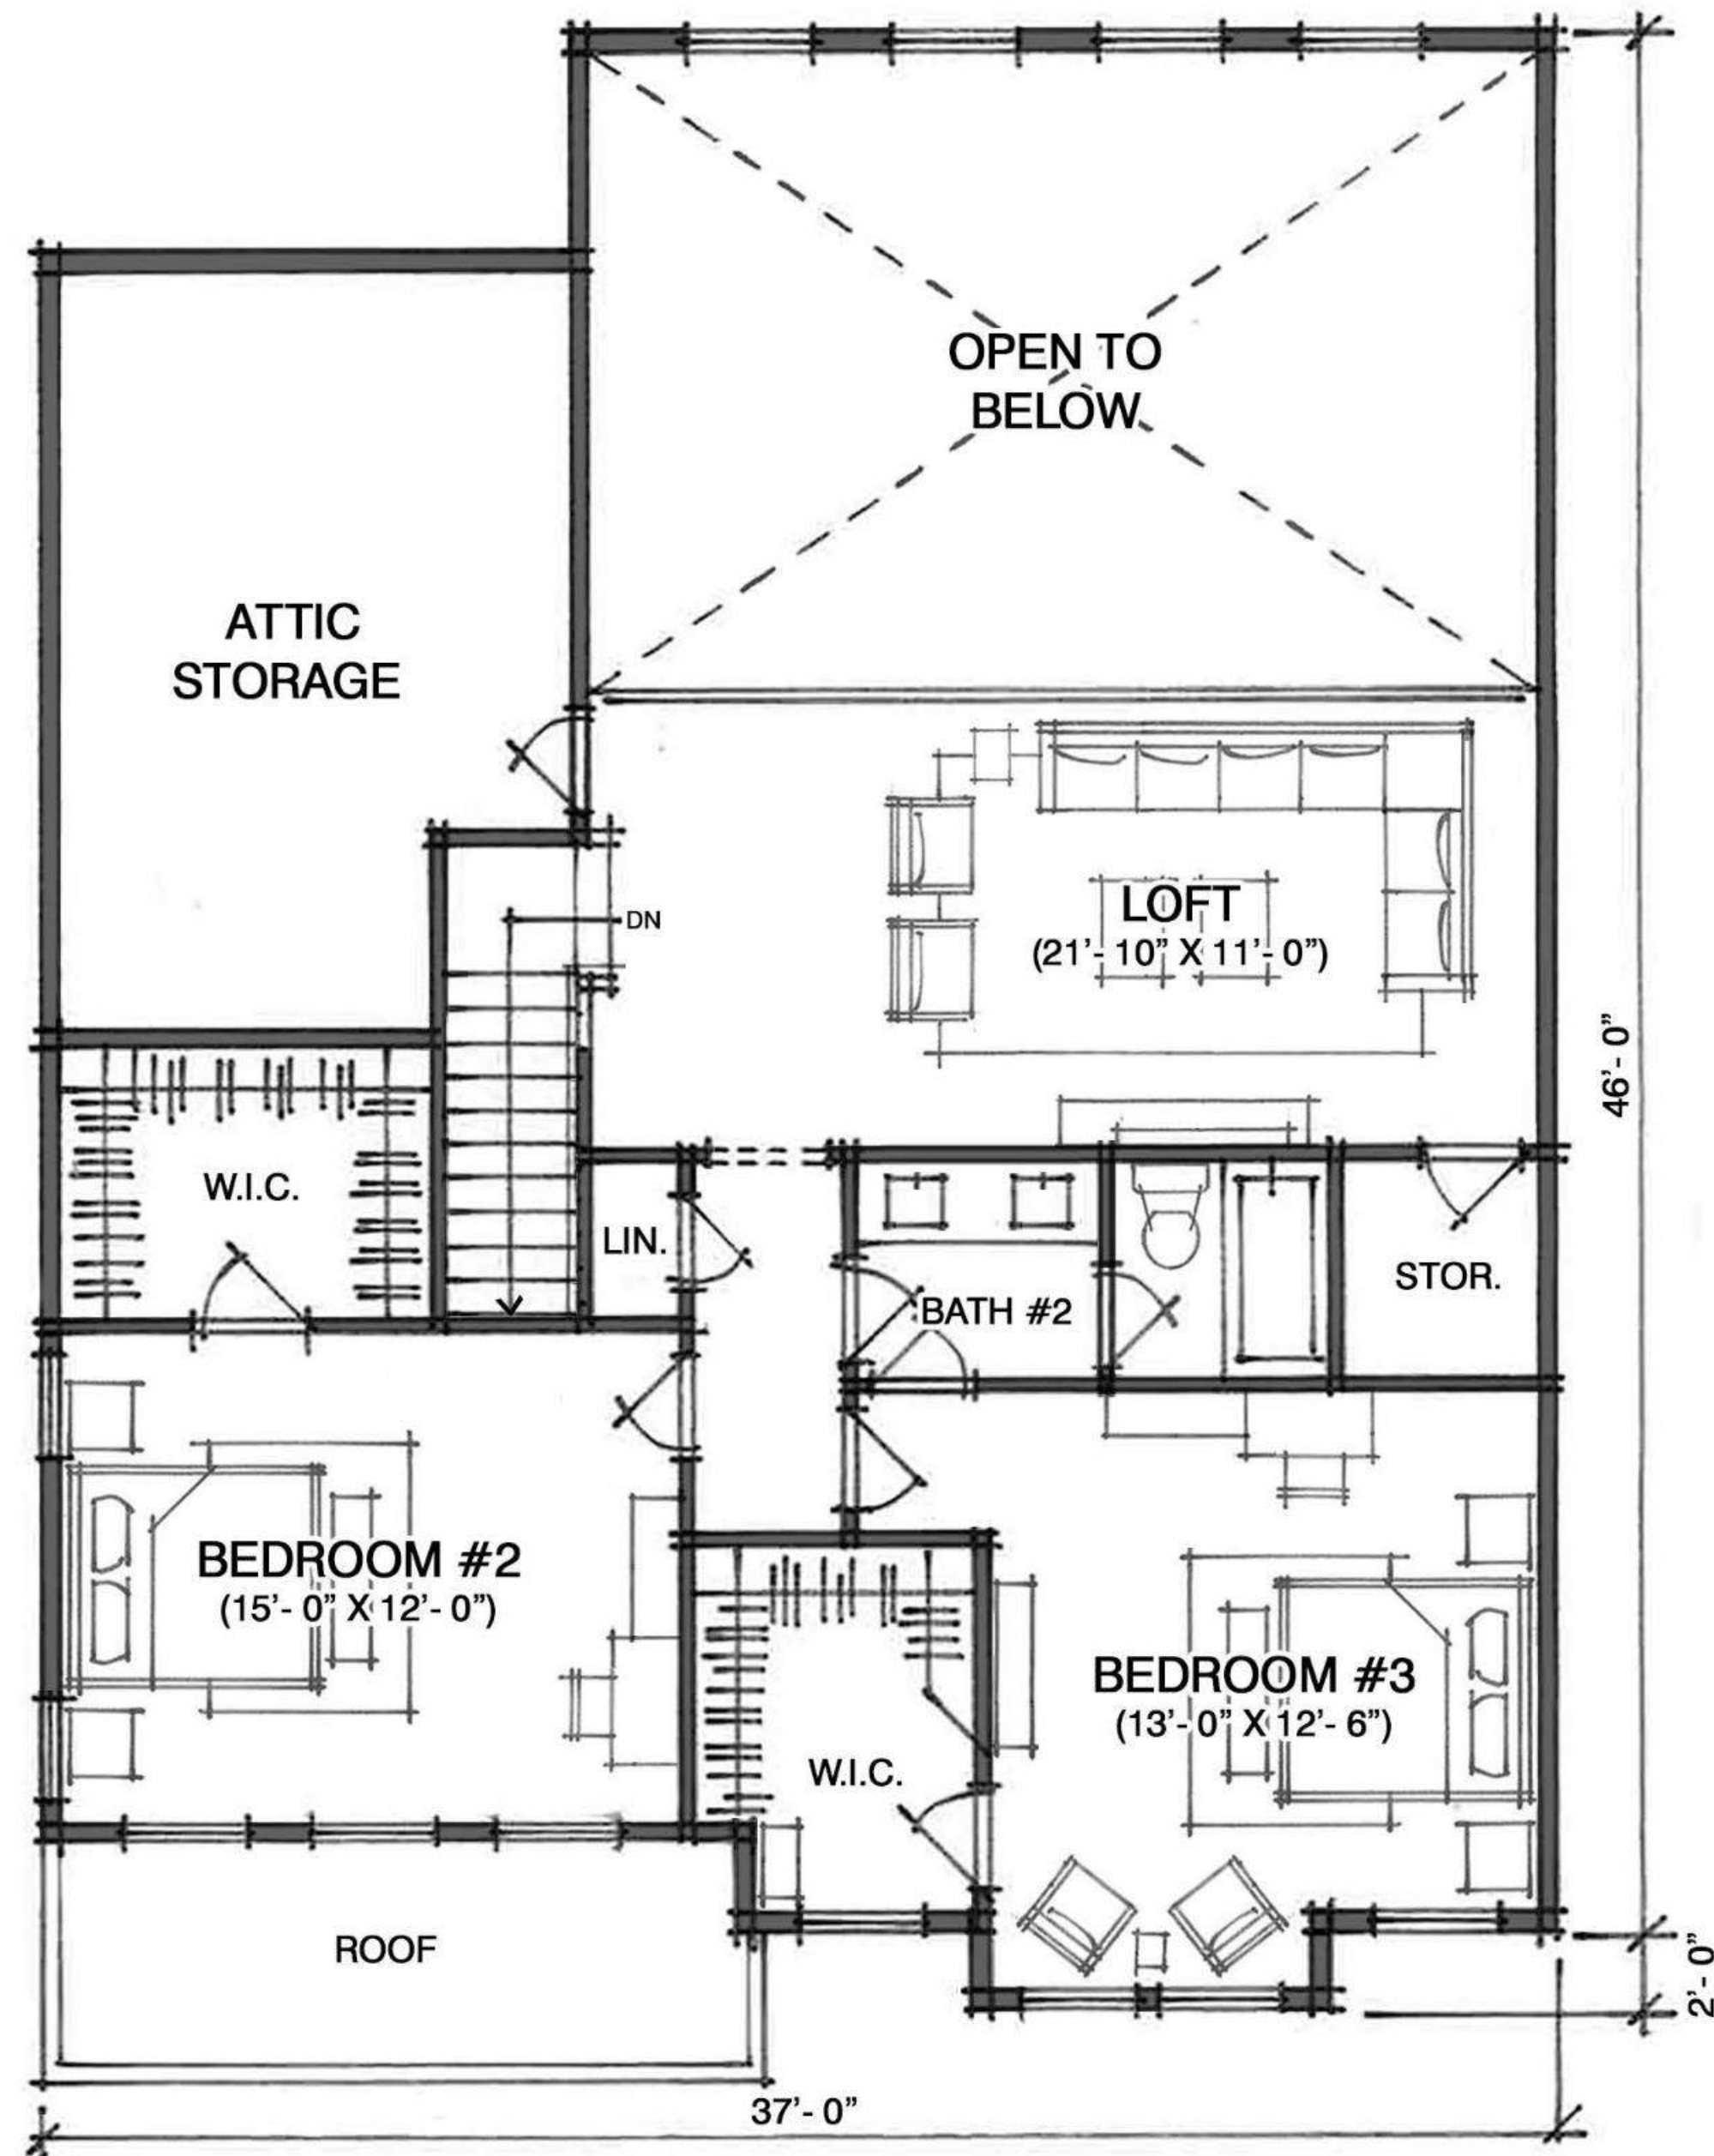 OPEN TO
BELOW
ATTIC
STORAGE
DN
LOFT
(21'- 10” X 11'- 0”)
46'- 0”
W.I.C.
LIN.
BATH #2
STOR.
BEDROOM #2
(15'- 0” X 12'- 0”)
BEDROOM #3
(13'- 0” X 12'- 6”)
W.I.C.
ROOF
2'- 0”
37'- 0”